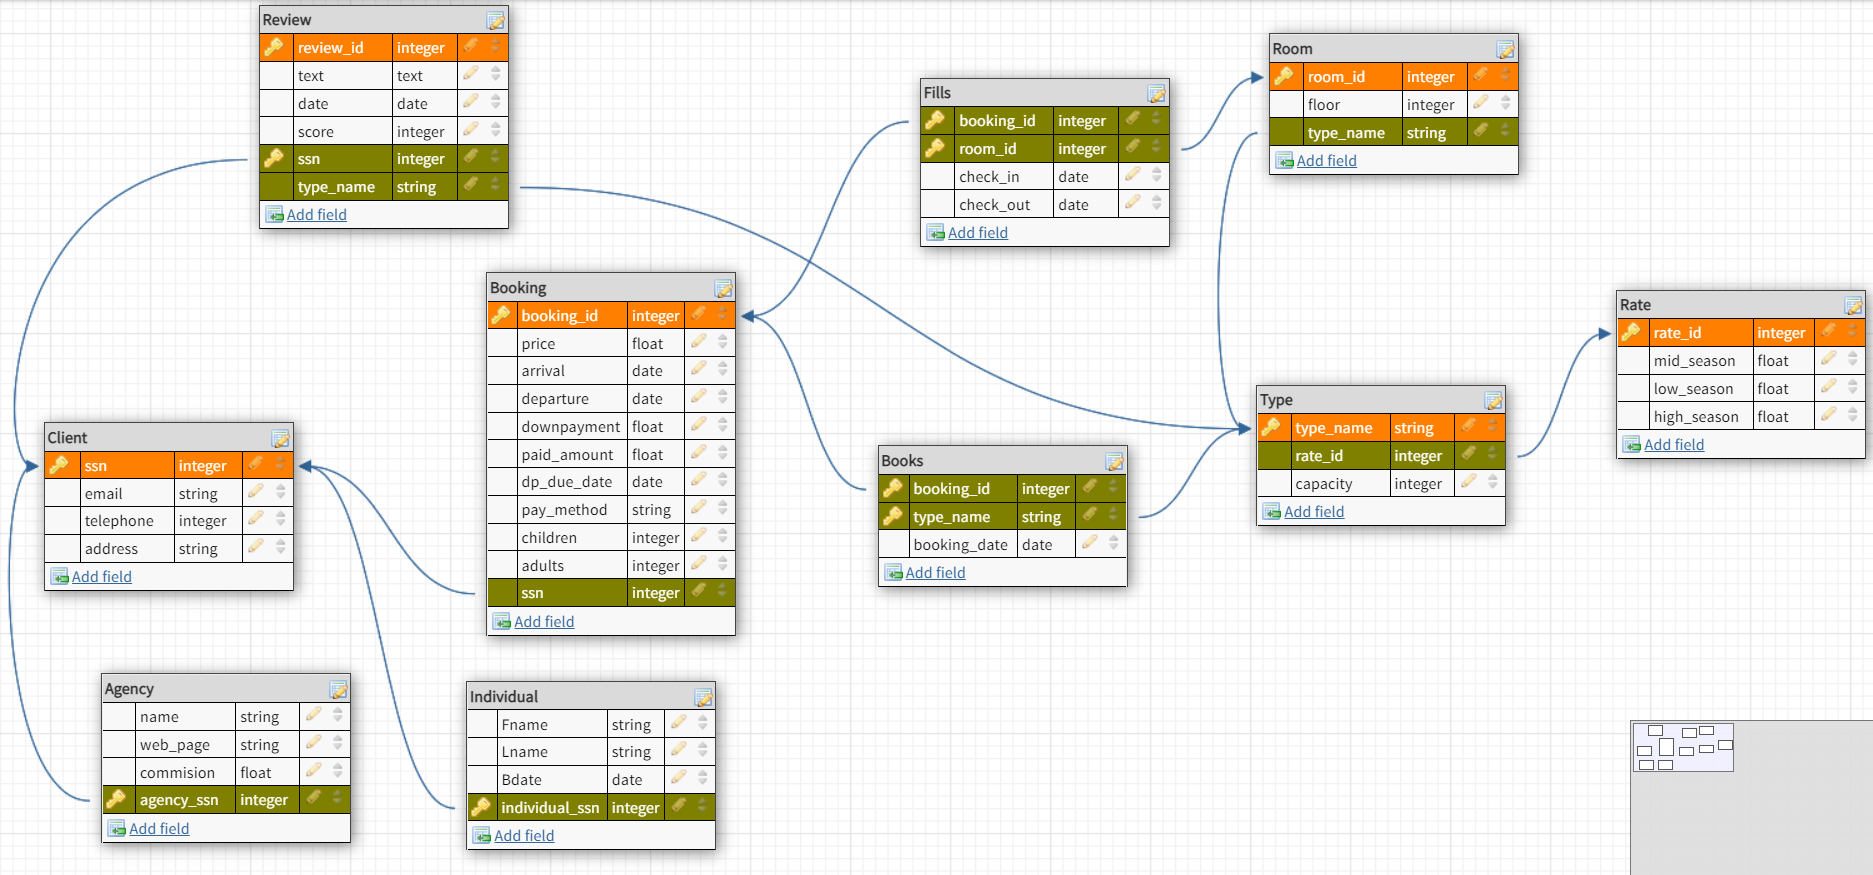 Review
review_id integer
text text
date date
score integer
ssn integer
type_name string
Add field
Room
room_id integer
floor integer
type_name string
Add field
Fills
booking_id integer
room_id integer
check_in date
check_out date
Add field
Booking
booking_id integer
price float
arrival date
departure date
downpayment float
paid_amount float
dp_due_date date
pay_method string
children integer
adults integer
ssn integer
Add field
Rate
rate_id integer
mid_season float
low_season float
high_season float
Add field
Type
type_name string
rate_id integer
capacity integer
Add field
Client
ssn integer
email string
telephone integer
address string
Add field
Books
booking_id integer
type_name string
booking_date date
Add field
Agency
name string
web_page string
commision float
agency_ssn integer
Add field
Individual
Fname string
Lname string
Bdate date
individual_ssn integer
Add field